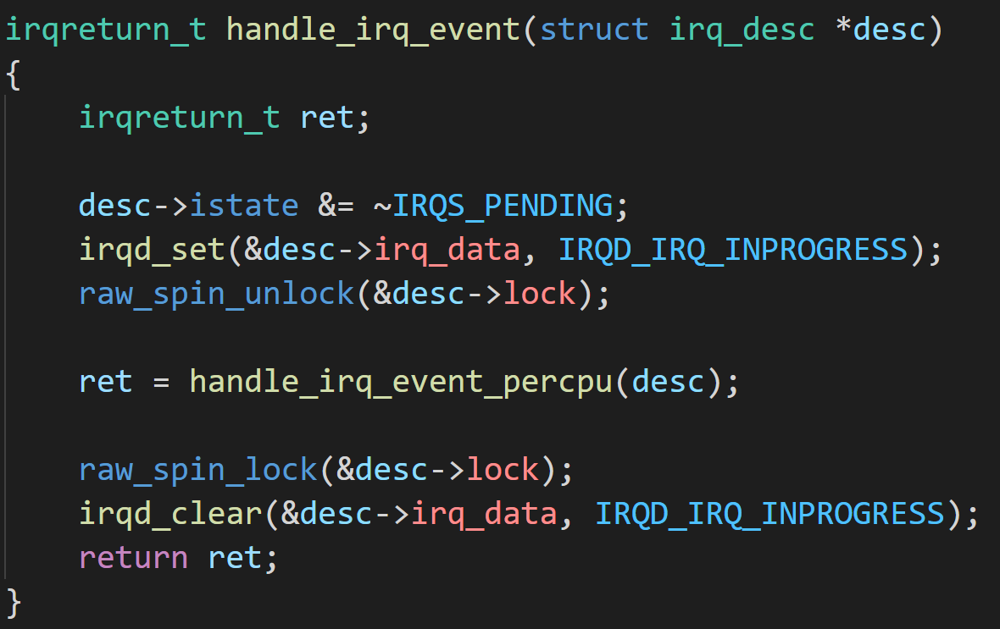 irqreturn_t handle_irq_event(struct irq_desc *desc)
{
    irqreturn_t ret;

    desc->istate &= ~IRQS_PENDING;
    irqd_set(&desc->irq_data, IRQD_IRQ_INPROGRESS);
    raw_spin_unlock(&desc->lock);

    ret = handle_irq_event_percpu(desc);

    raw_spin_lock(&desc->lock);
    irqd_clear(&desc->irq_data, IRQD_IRQ_INPROGRESS);
    return ret;
}